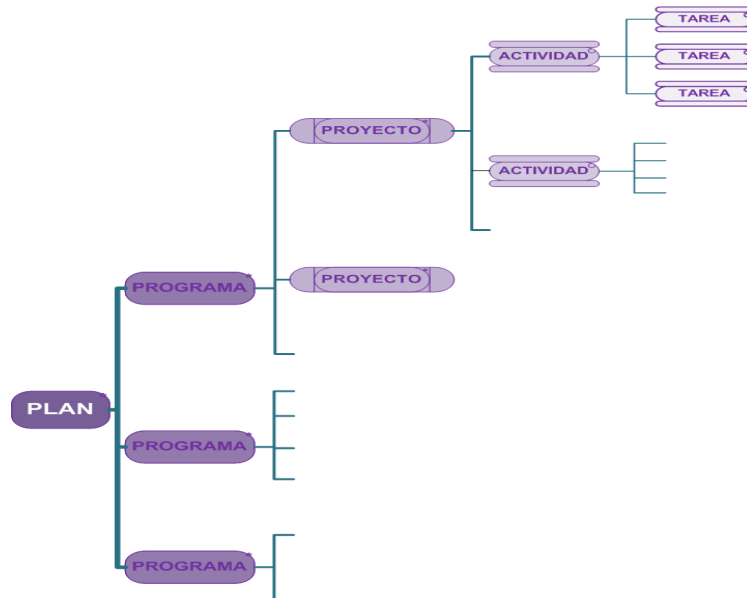 TAREA
ACTIVIDAD
TAREA
TAREA
PROYECTO
ACTIVIDAD
PROYECTO
PROGRAMA
PLAN
PROGRAMA
PROGRAMA